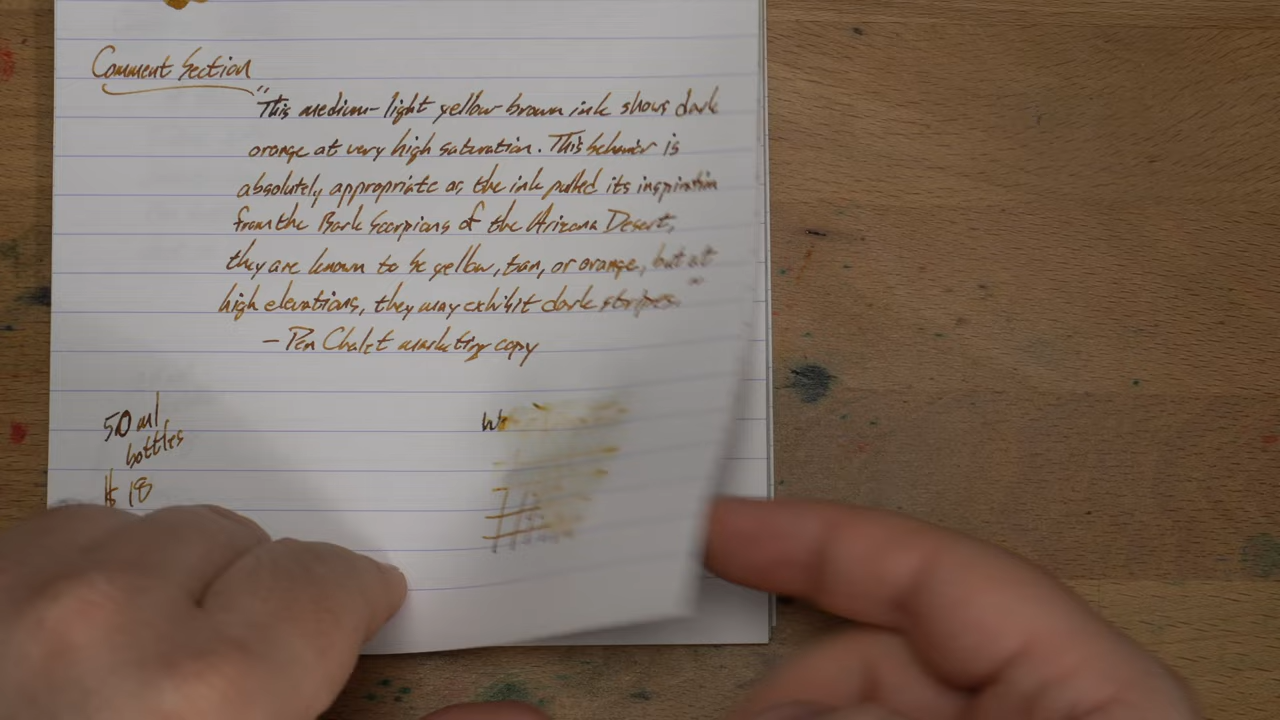 Comment Section
"This medium-light yellow-brown ink shows dark
orange at very high saturation. This behavior is
absolutely appropriate as the ink pulled its inspiration
from the Bark Scorpions of the Arizona Desert,
they are known to be yellow, tan, or orange, but at
high elevations, they may exhibit dark stripes."
- Pen Chalet marketing copy
50 ml
bottles
$18